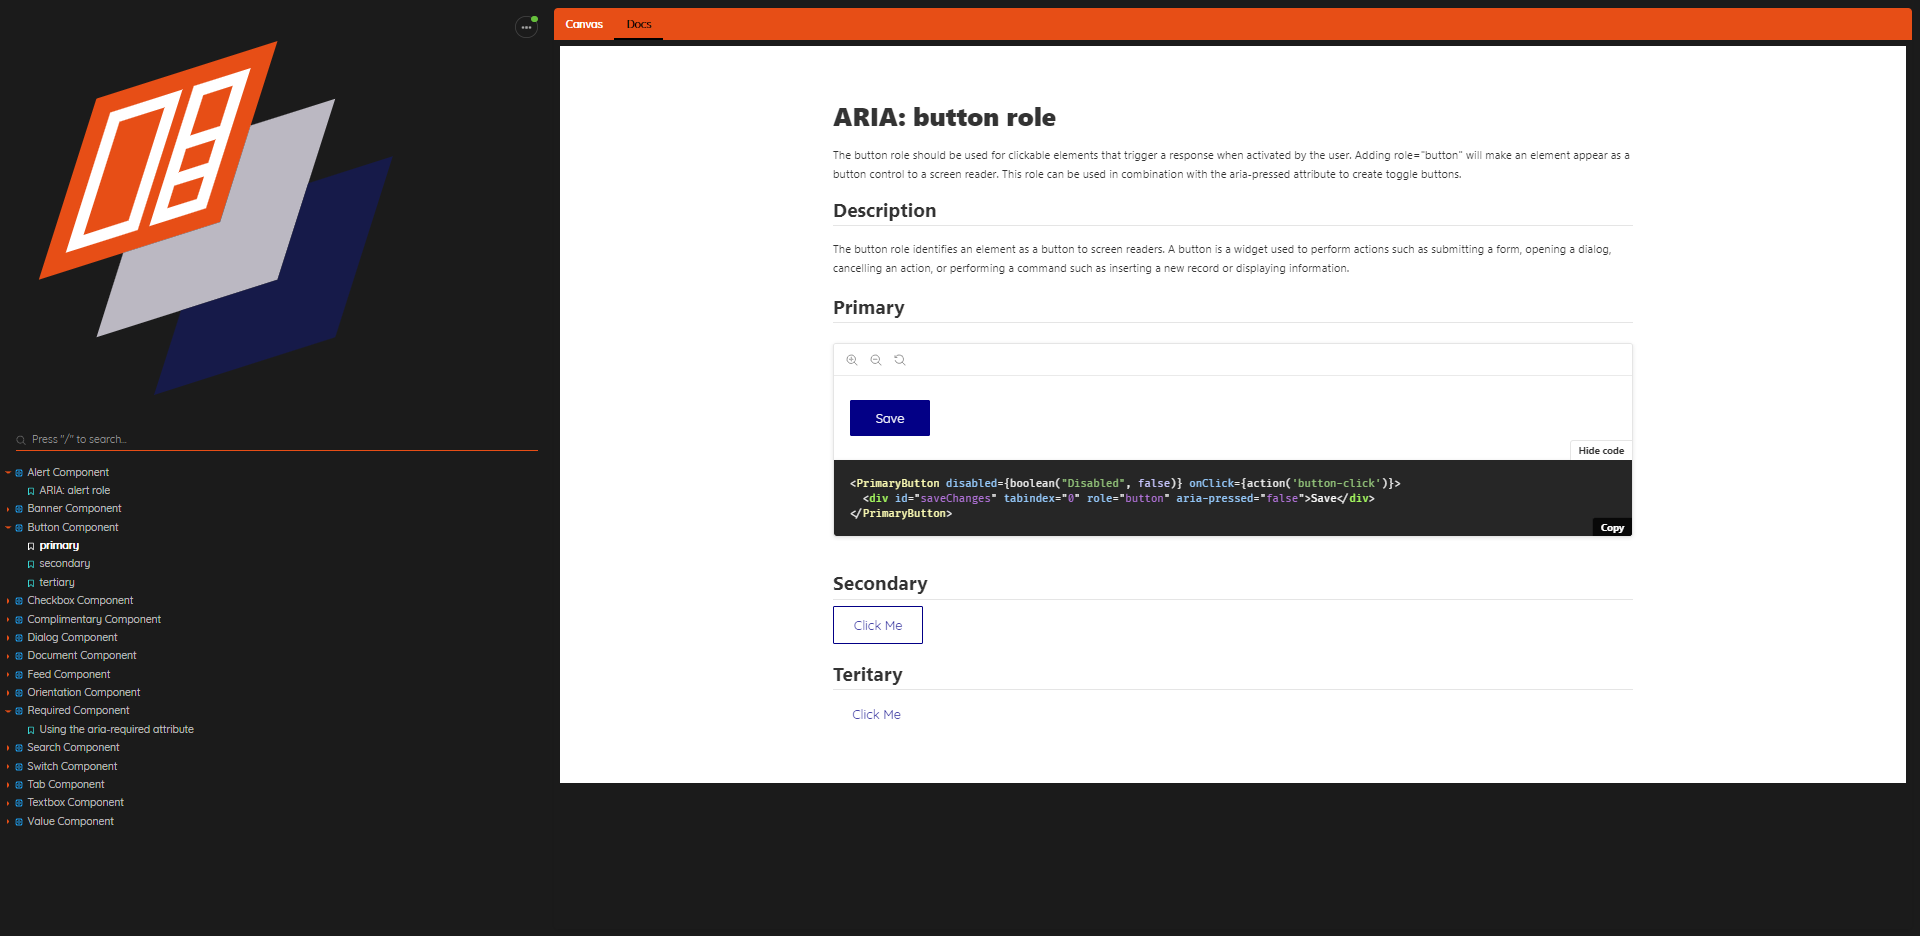 Canvas
Docs
Press "/" to search...
Alert Component
ARIA: alert role
Banner Component
Button Component
primary
secondary
tertiary
Checkbox Component
Complimentary Component
Dialog Component
Document Component
Feed Component
Orientation Component
Required Component
Using the aria-required attribute
Search Component
Switch Component
Tab Component
Textbox Component
Value Component
ARIA: button role
The button role should be used for clickable elements that trigger a response when activated by the user. Adding role="button" will make an element appear as a
button control to a screen reader. This role can be used in combination with the aria-pressed attribute to create toggle buttons.
Description
The button role identifies an element as a button to screen readers. A button is a widget used to perform actions such as submitting a form, opening a dialog,
cancelling an action, or performing a command such as inserting a new record or displaying information.
Primary
Save
Hide code
<PrimaryButton disabled={boolean("Disabled", false)} onClick={action('button-click')}>
<div id="saveChanges" tabindex="0" role="button" aria-pressed="false">Save</div>
</PrimaryButton>
Copy
Secondary
Click Me
Teritary
Click Me